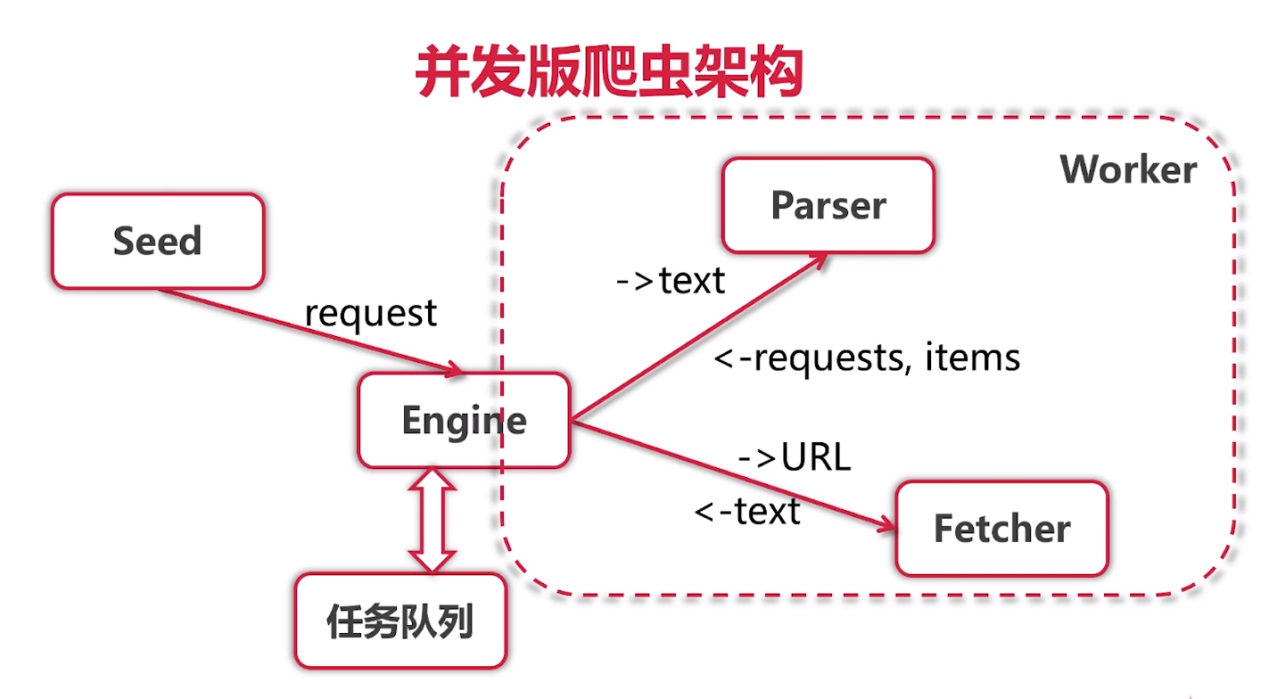 并发版爬虫架构
Worker
Parser
Seed
->text
request
<-requests, items
Engine
->URL
<-text
Fetcher
任务队列